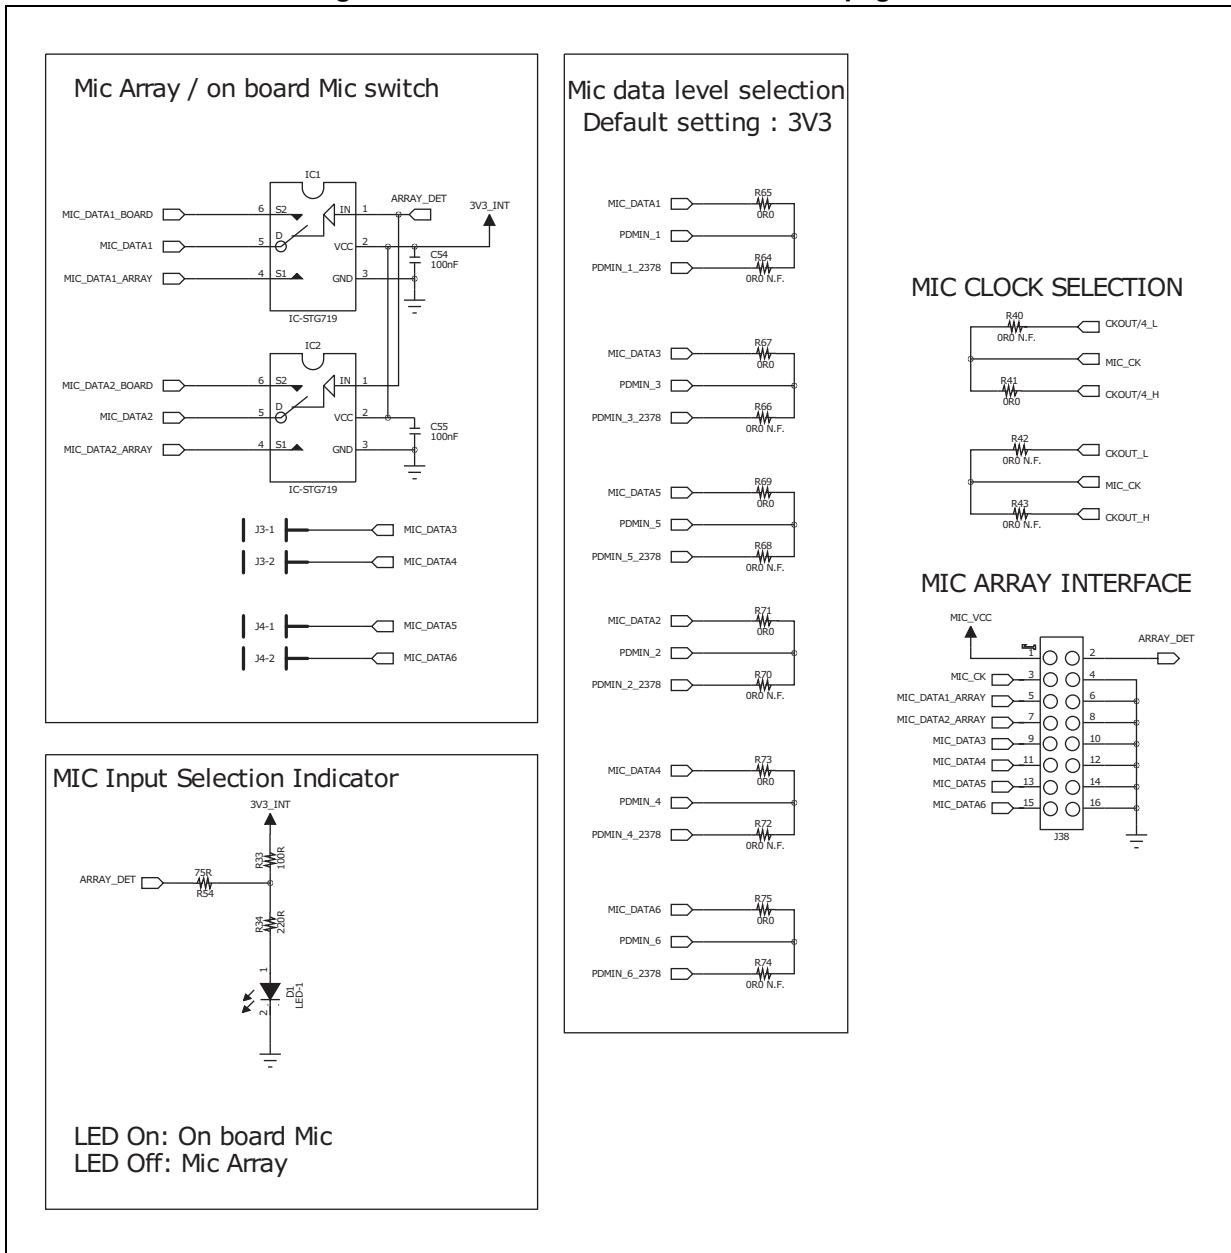 Mic Array / on board Mic switch
IC1
MIC_DATA1_BOARD
6 S2
IN 1
ARRAY_DET
3V3_INT
MIC_DATA1
5 D
VCC 2
C54
100nF
MIC_DATA1_ARRAY
4 S1
GND 3
IC-STG719
IC2
MIC_DATA2_BOARD
6 S2
IN 1
MIC_DATA2
5 D
VCC 2
C55
100nF
MIC_DATA2_ARRAY
4 S1
GND 3
IC-STG719
J3-1 MIC_DATA3
J3-2 MIC_DATA4
J4-1 MIC_DATA5
J4-2 MIC_DATA6
MIC Input Selection Indicator
3V3_INT
R33
100R
ARRAY_DET
75R
R54
R34
220R
1
D1
LED-1
2
LED On: On board Mic
LED Off: Mic Array
Mic data level selection
Default setting : 3V3
MIC_DATA1
R65
0R0
PDMIN_1
PDMIN_1_2378
R64
0R0 N.F.
MIC_DATA3
R67
0R0
PDMIN_3
PDMIN_3_2378
R66
0R0 N.F.
MIC_DATA5
R69
0R0
PDMIN_5
PDMIN_5_2378
R68
0R0 N.F.
MIC_DATA2
R71
0R0
PDMIN_2
PDMIN_2_2378
R70
0R0 N.F.
MIC_DATA4
R73
0R0
PDMIN_4
PDMIN_4_2378
R72
0R0 N.F.
MIC_DATA6
R75
0R0
PDMIN_6
PDMIN_6_2378
R74
0R0 N.F.
MIC CLOCK SELECTION
R40
0R0 N.F.
CKOUT/4_L
MIC_CK
R41
0R0
CKOUT/4_H
R42
0R0 N.F.
CKOUT_L
MIC_CK
R43
0R0 N.F.
CKOUT_H
MIC ARRAY INTERFACE
MIC_VCC
ARRAY_DET
1 2
MIC_CK 3 4
MIC_DATA1_ARRAY 5 6
MIC_DATA2_ARRAY 7 8
MIC_DATA3 9 10
MIC_DATA4 11 12
MIC_DATA5 13 14
MIC_DATA6 15 16
J38